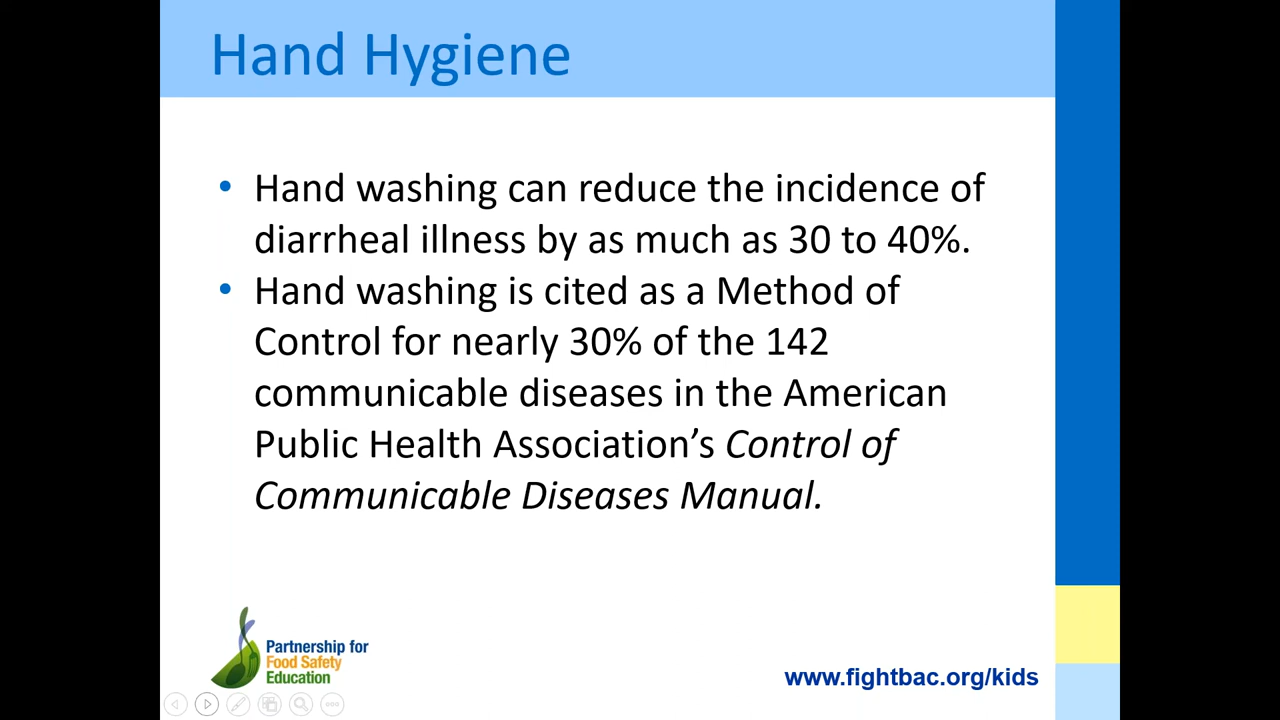 Hand Hygiene
• Hand washing can reduce the incidence of
diarrheal illness by as much as 30 to 40%.
• Hand washing is cited as a Method of
Control for nearly 30% of the 142
communicable diseases in the American
Public Health Association’s Control of
Communicable Diseases Manual.
Partnership for
Food Safety
Education
www.fightbac.org/kids